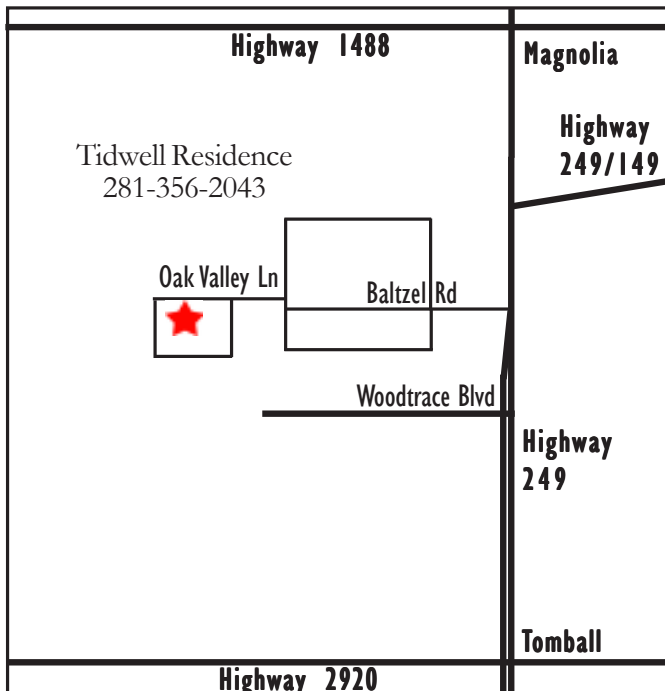 Highway 1488
Magnolia
Highway
249/149
Tidwell Residence
281-356-2043
Oak Valley Ln
Baltzel Rd
Woodtrace Blvd
Highway
249
Tomball
Highway 2920